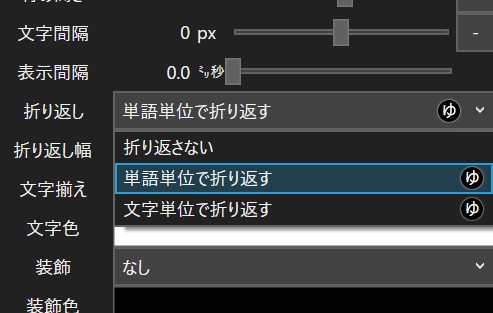 文字間隔 0 px -
表示間隔 0.0 ㍉秒
折り返し 単語単位で折り返す ゆ
折り返し幅 折り返さない
単語単位で折り返す ゆ
文字揃え
文字単位で折り返す ゆ
文字色
装飾 なし
装飾色